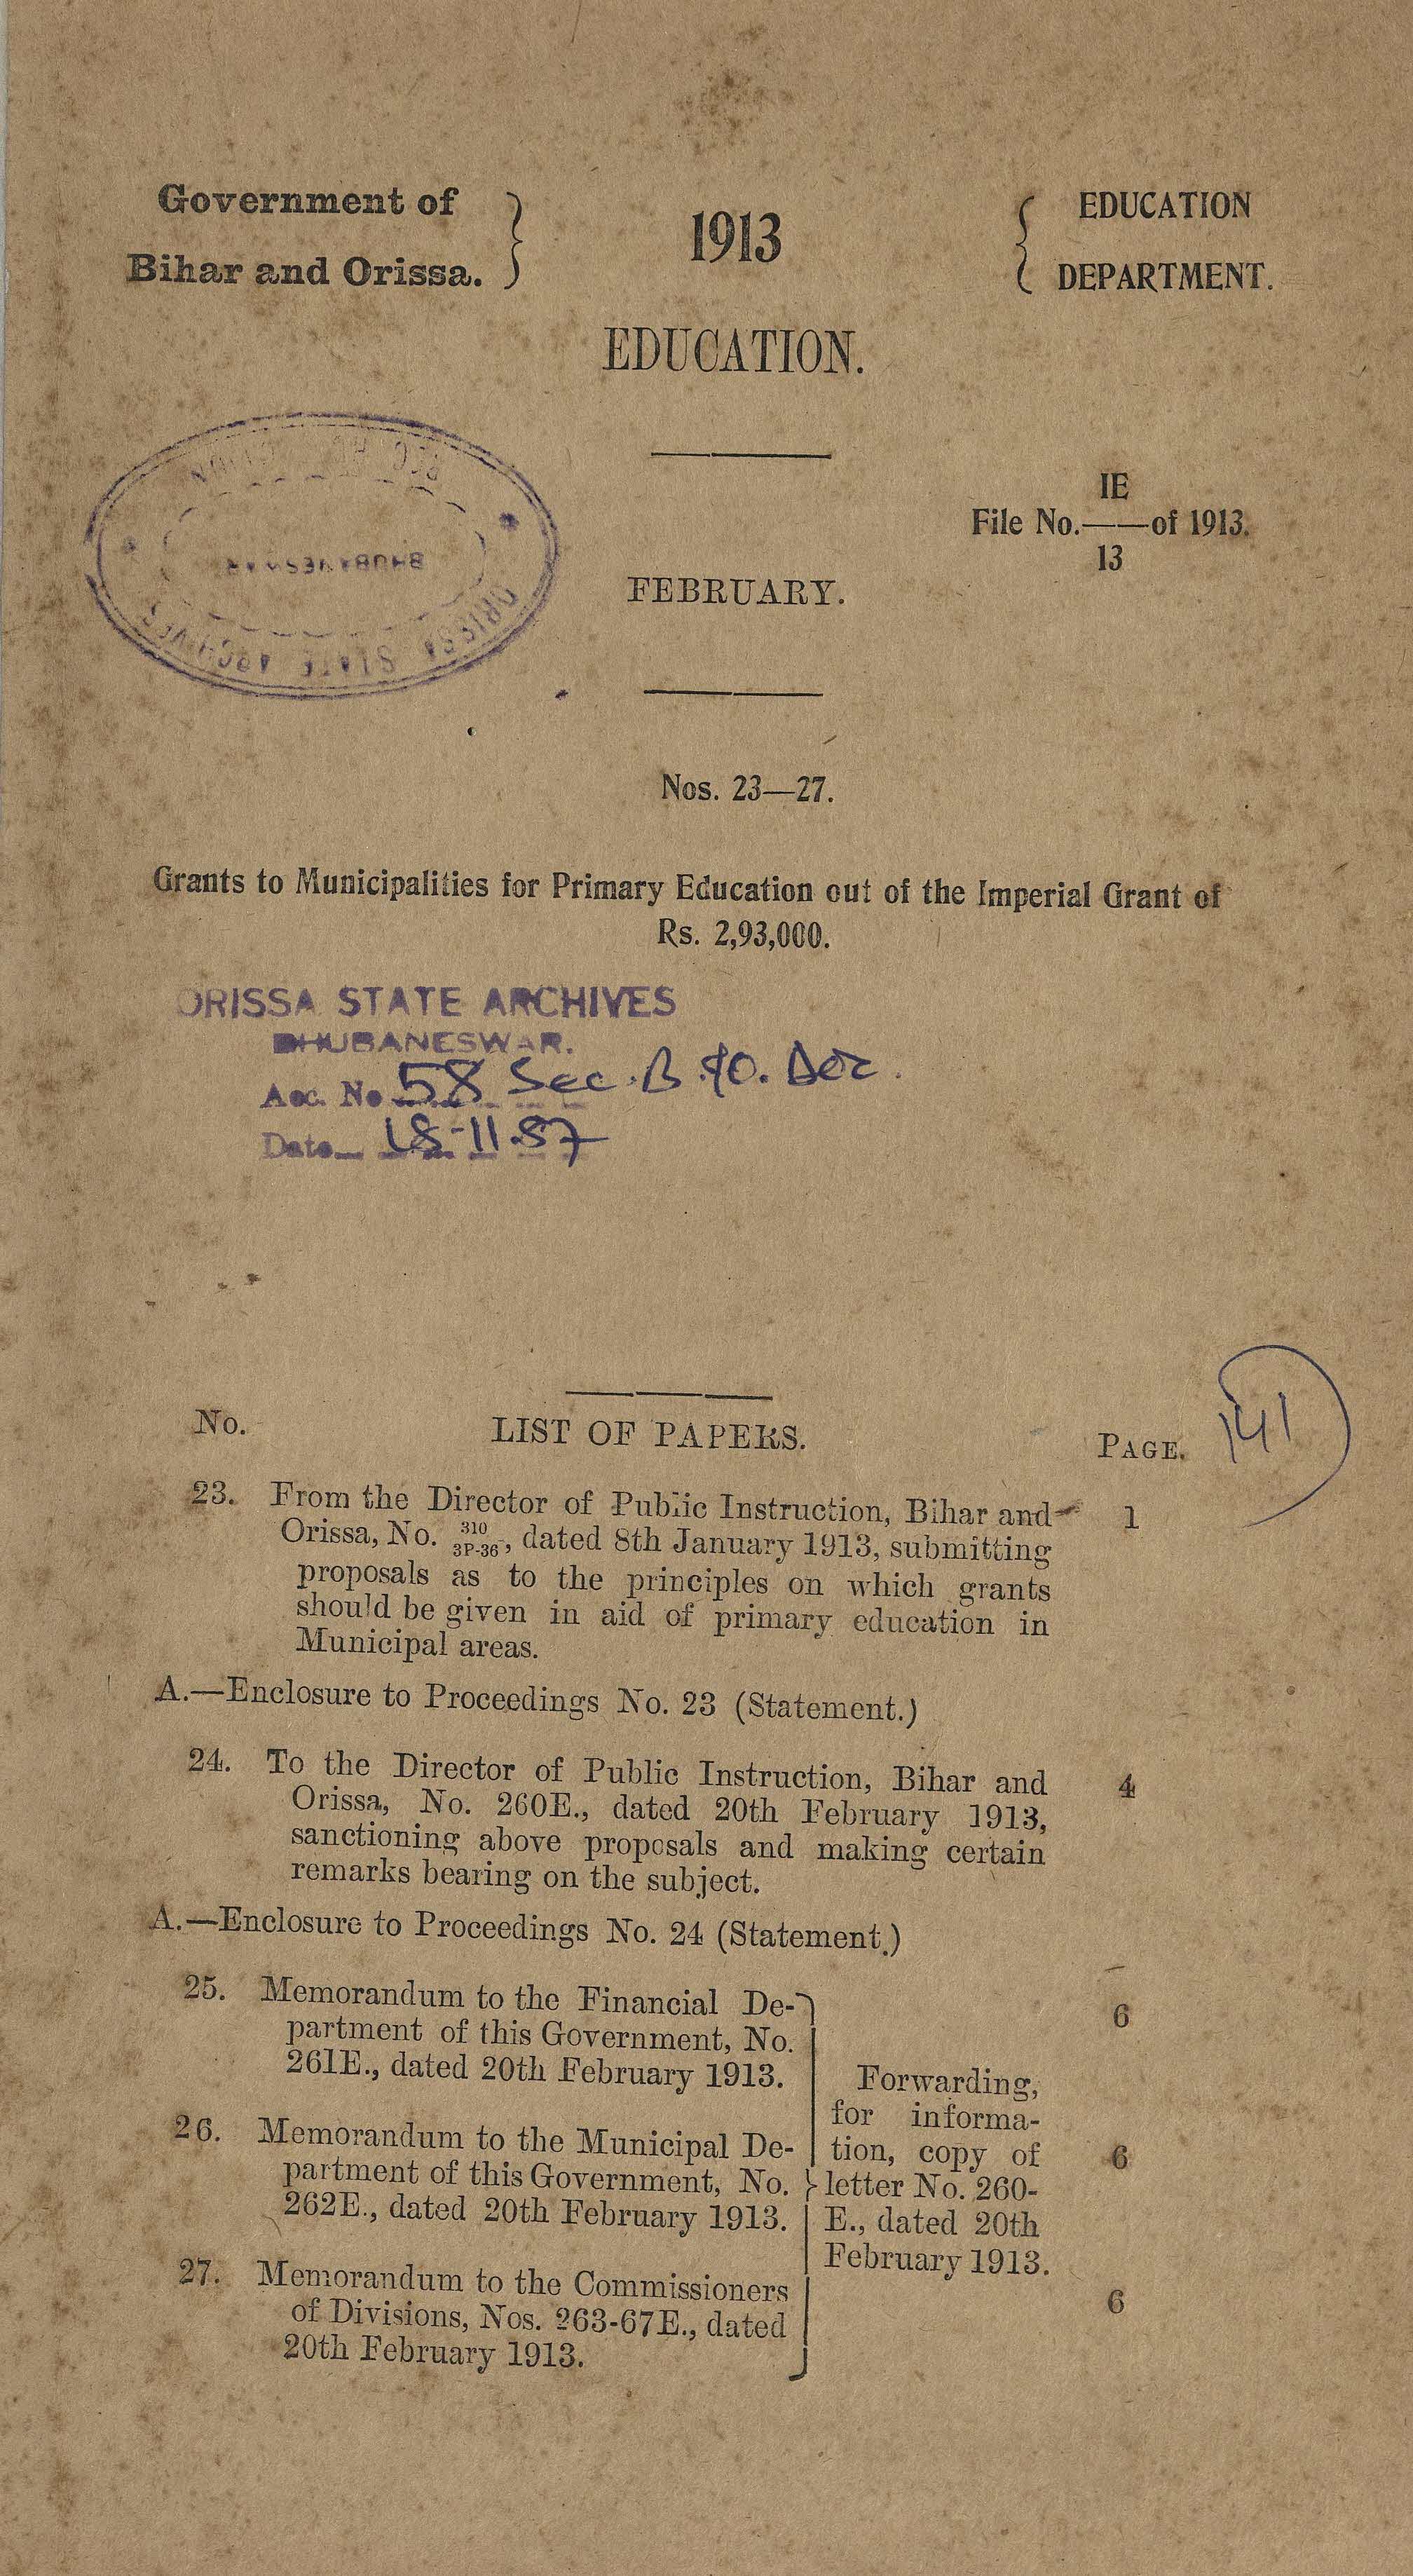 Government of
Bihar and Orissa.
1913
EDUCATION
DEPARTMENT.
EDUCATION.
BHUBANESWAR
ORISSA STATE ARCHIVES
IE
File No.——of 1913.
13
FEBRUARY.
Nos. 23—27.
Grants to Municipalities for Primary Education out of the Imperial Grant of
Rs. 2,93,000.
ORISSA STATE ARCHIVES
BHUBANESWAR.
Acc. No 58 Sec. B &O. Doc.
Date 18-11-87
141
No. LIST OF PAPERS. PAGE.
23. From the Director of Public Instruction, Bihar and 1
Orissa, No. 310/3P-36, dated 8th January 1913, submitting
proposals as to the principles on which grants
should be given in aid of primary education in
Municipal areas.
A.—Enclosure to Proceedings No. 23 (Statement.)
24. To the Director of Public Instruction, Bihar and 4
Orissa, No. 260E., dated 20th February 1913,
sanctioning above proposals and making certain
remarks bearing on the subject.
A.—Enclosure to Proceedings No. 24 (Statement.)
25. Memorandum to the Financial De- 6
partment of this Government, No.
261E., dated 20th February 1913.
26. Memorandum to the Municipal De- 6
partment of this Government, No.
262E., dated 20th February 1913.
27. Memorandum to the Commissioners 6
of Divisions, Nos. 263-67E., dated
20th February 1913.
Forwarding,
for informa-
tion, copy of
letter No. 260-
E., dated 20th
February 1913.